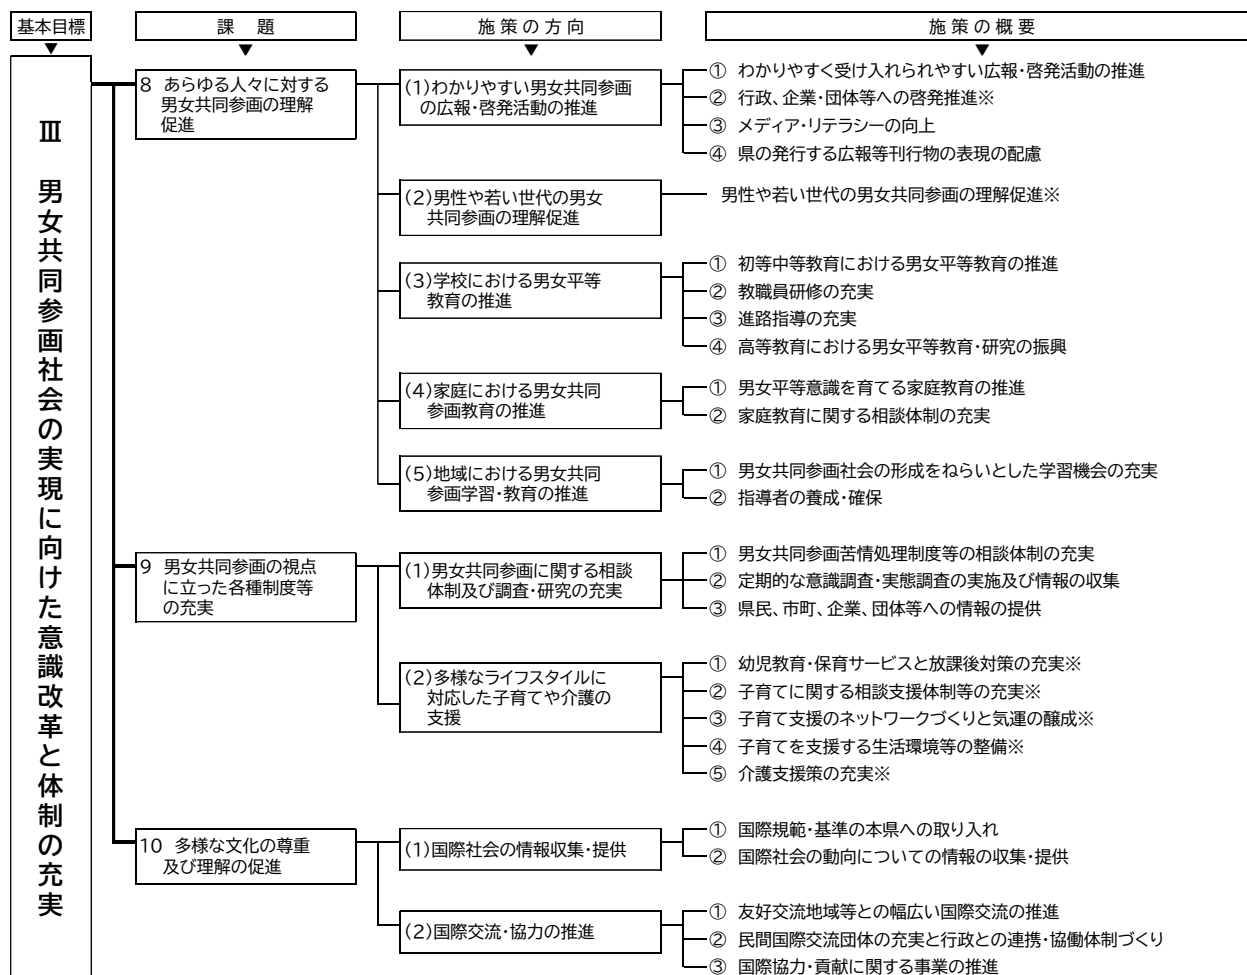 基本目標
課 題
施策の方向
施策の概要
▼
▼
▼
▼
Ⅲ 男女共同参画社会の実現に向けた意識改革と体制の充実
8 あらゆる人々に対する
男女共同参画の理解
促進
(1)わかりやすい男女共同参画
の広報・啓発活動の推進
① わかりやすく受け入れられやすい広報・啓発活動の推進
② 行政、企業・団体等への啓発推進※
③ メディア・リテラシーの向上
④ 県の発行する広報等刊行物の表現の配慮
(2)男性や若い世代の男女
共同参画の理解促進
男性や若い世代の男女共同参画の理解促進※
(3)学校における男女平等
教育の推進
① 初等中等教育における男女平等教育の推進
② 教職員研修の充実
③ 進路指導の充実
④ 高等教育における男女平等教育・研究の振興
(4)家庭における男女共同
参画教育の推進
① 男女平等意識を育てる家庭教育の推進
② 家庭教育に関する相談体制の充実
(5)地域における男女共同
参画学習・教育の推進
① 男女共同参画社会の形成をねらいとした学習機会の充実
② 指導者の養成・確保
9 男女共同参画の視点
に立った各種制度等
の充実
(1)男女共同参画に関する相談
体制及び調査・研究の充実
① 男女共同参画苦情処理制度等の相談体制の充実
② 定期的な意識調査・実態調査の実施及び情報の収集
③ 県民、市町、企業、団体等への情報の提供
(2)多様なライフスタイルに
対応した子育てや介護の
支援
① 幼児教育・保育サービスと放課後対策の充実※
② 子育てに関する相談支援体制等の充実※
③ 子育て支援のネットワークづくりと気運の醸成※
④ 子育てを支援する生活環境等の整備※
⑤ 介護支援策の充実※
10 多様な文化の尊重
及び理解の促進
(1)国際社会の情報収集・提供
① 国際規範・基準の本県への取り入れ
② 国際社会の動向についての情報の収集・提供
(2)国際交流・協力の推進
① 友好交流地域等との幅広い国際交流の推進
② 民間国際交流団体の充実と行政との連携・協働体制づくり
③ 国際協力・貢献に関する事業の推進